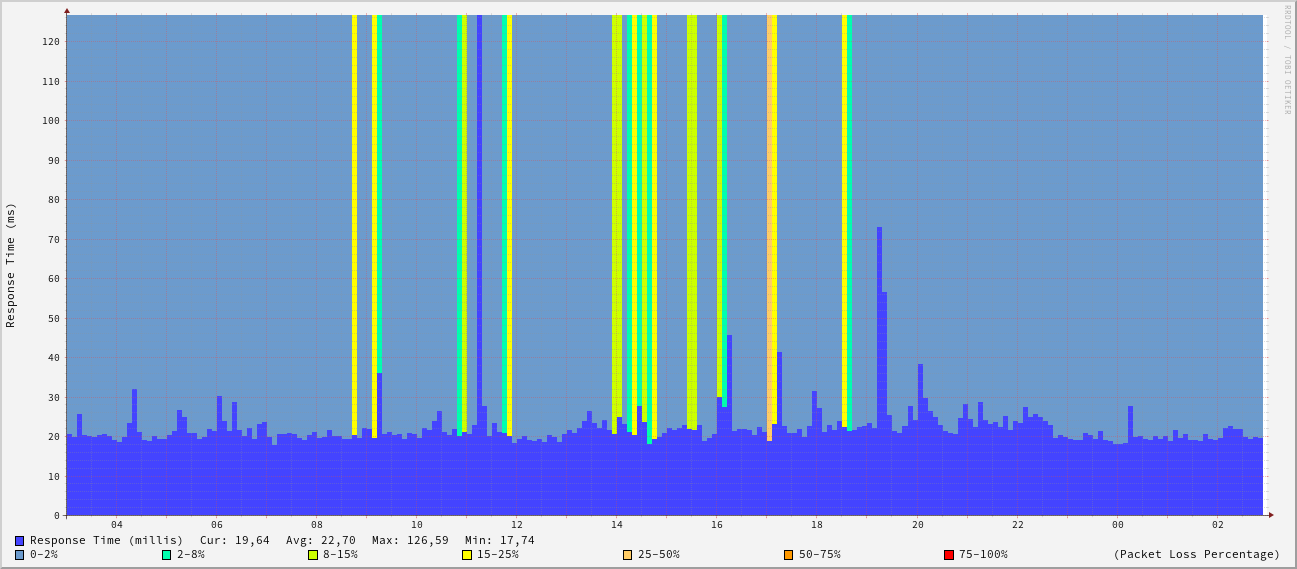 RRDTOOL / TOBI OETIKER
Response Time (ms)
120
110
100
90
80
70
60
50
40
30
20
10
0
04 06 08 10 12 14 16 18 20 22 00 02
Response Time (millis) Cur: 19,64 Avg: 22,70 Max: 126,59 Min: 17,74
0-2% 2-8% 8-15% 15-25% 25-50% 50-75% 75-100% (Packet Loss Percentage)